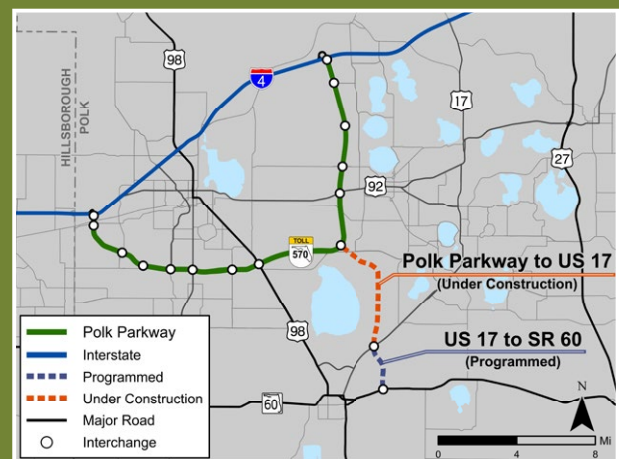 HILLSBOROUGH
POLK
98
4
17
27
92
TOLL
570
Polk Parkway to US 17
(Under Construction)
98
US 17 to SR 60
(Programmed)
60
Polk Parkway
Interstate
Programmed
Under Construction
Major Road
Interchange
N
0 4 8 Mi